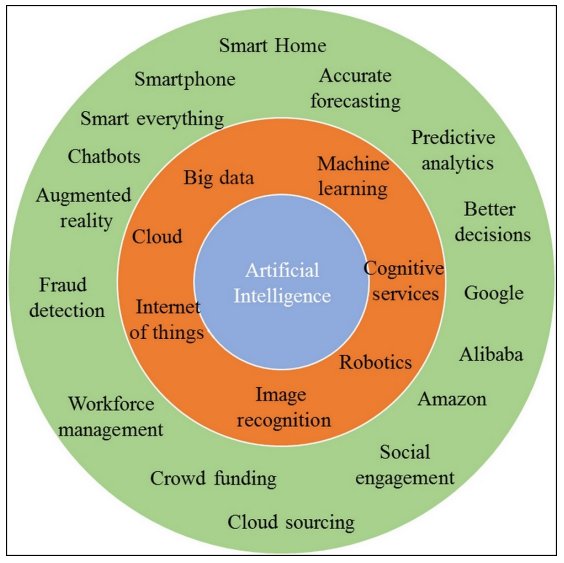 Smart Home
Smartphone
Accurate
forecasting
Smart everything
Predictive
analytics
Chatbots
Big data
Machine
learning
Augmented
reality
Better
decisions
Cloud
Artificial
Intelligence
Cognitive
services
Fraud
detection
Google
Internet
of things
Alibaba
Robotics
Image
recognition
Amazon
Workforce
management
Social
engagement
Crowd funding
Cloud sourcing